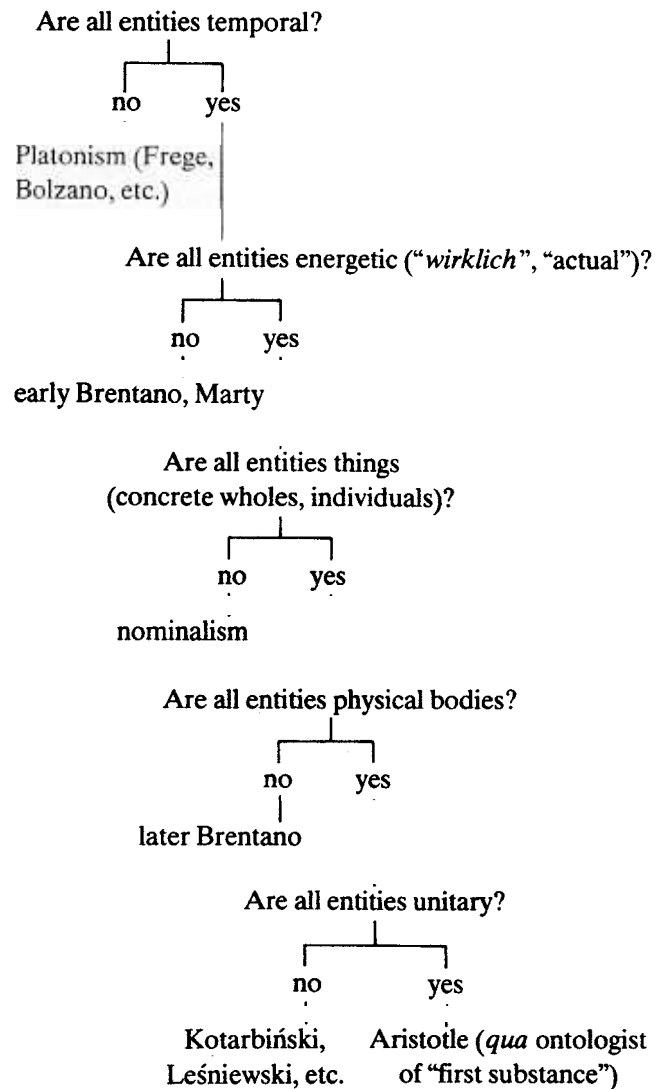 Are all entities temporal?
no yes
Platonism (Frege,
Bolzano, etc.)
Are all entities energetic (“wirklich”, “actual”)?
no yes
early Brentano, Marty
Are all entities things
(concrete wholes, individuals)?
no yes
nominalism
Are all entities physical bodies?
no yes
later Brentano
Are all entities unitary?
no yes
Kotarbiński, Aristotle (qua ontologist
Leśniewski, etc. of “first substance”)